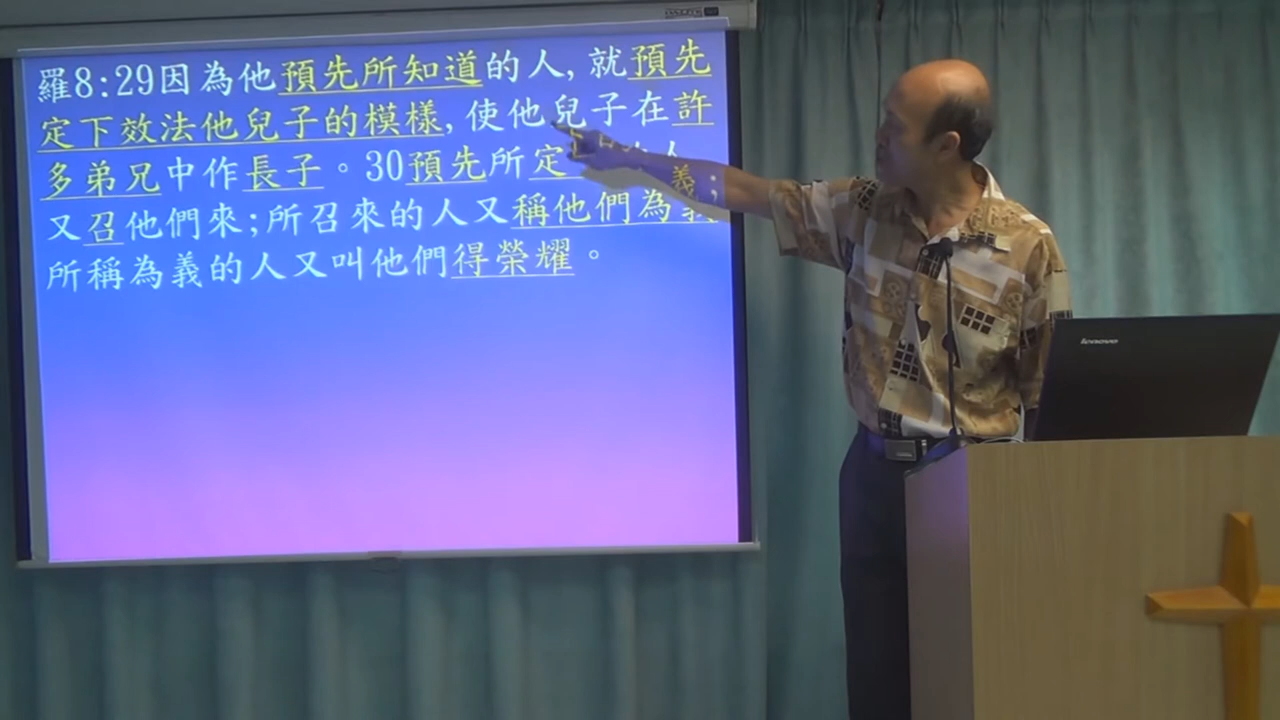 羅8:29因為他預先所知道的人,就預先
定下效法他兒子的模樣,使他兒子在許
多弟兄中作長子。30預先所定
又召他們來;所召來的人又稱他們為義;
所稱為義的人又叫他們得榮耀。
lenovo